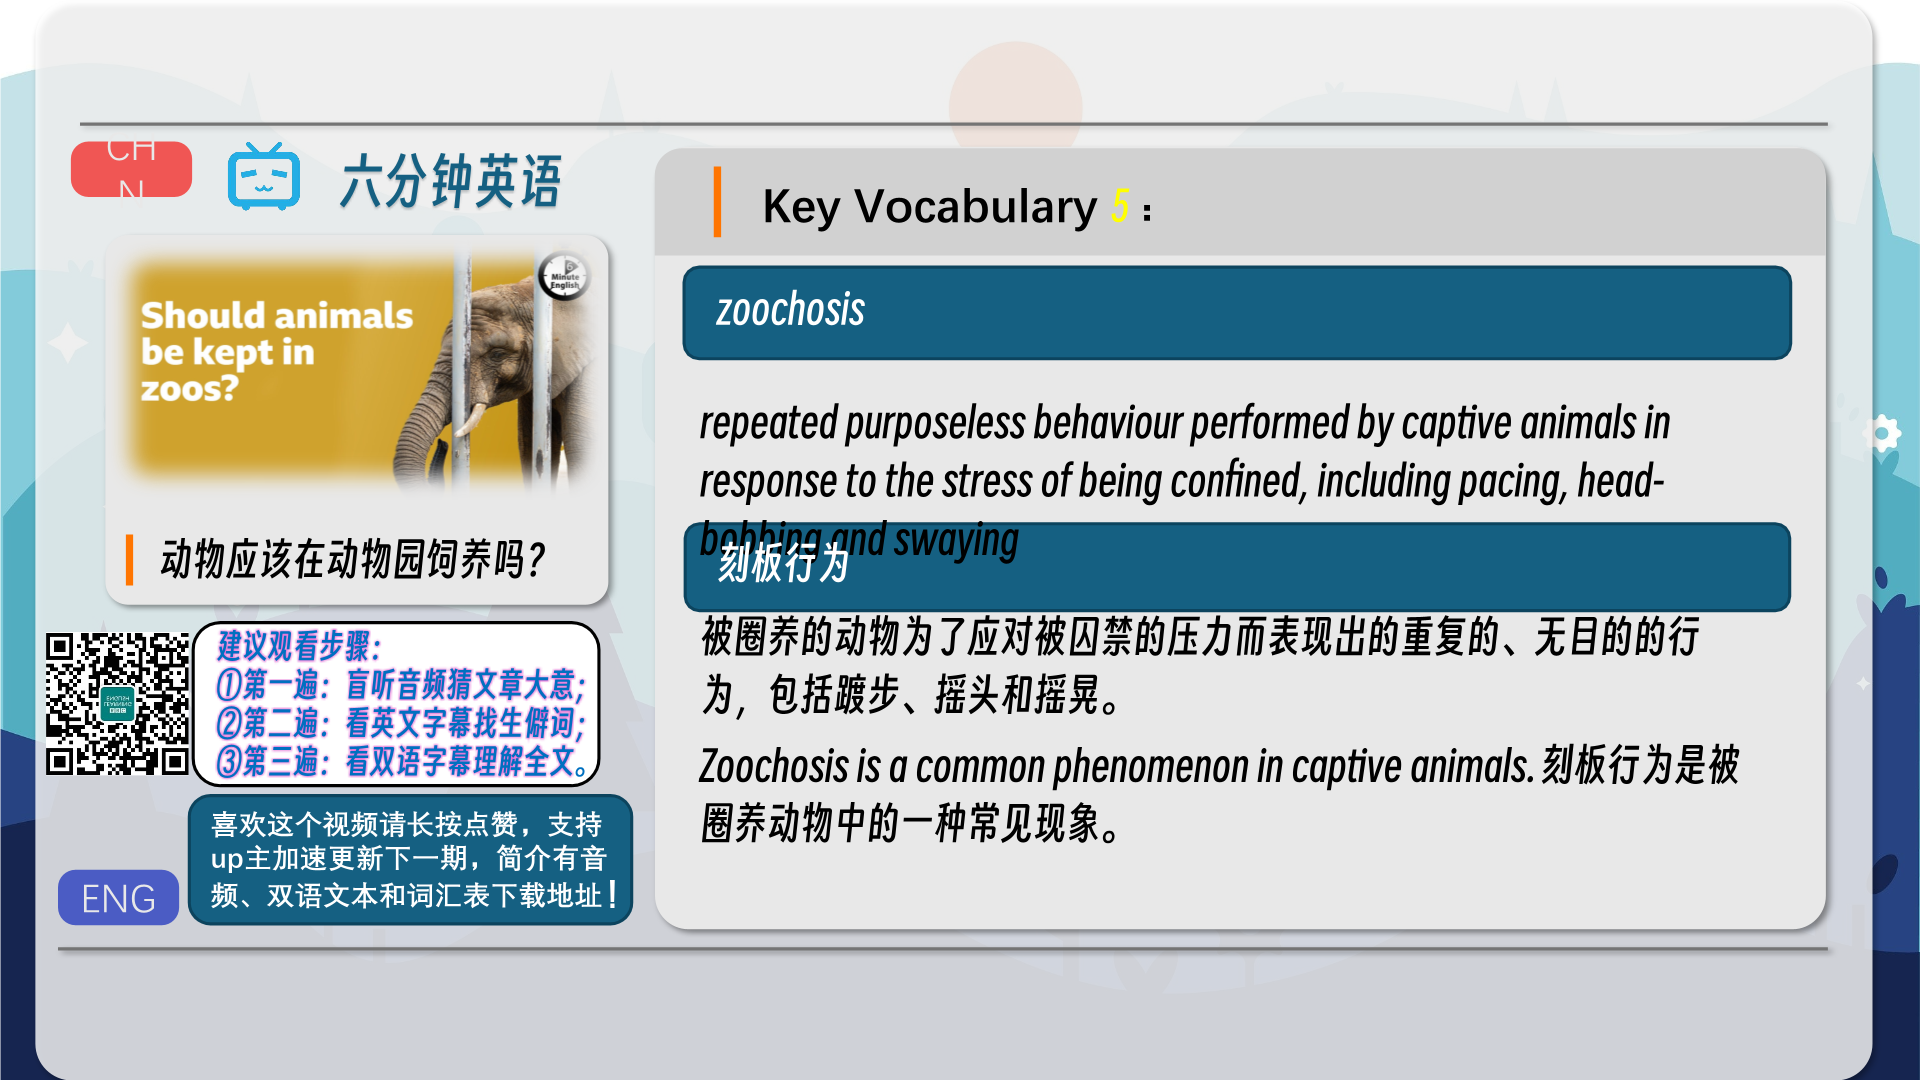 CH
N
六分钟英语
Minute
English
Should animals
be kept in
zoos?
动物应该在动物园饲养吗？
建议观看步骤：
①第一遍：盲听音频猜文章大意；
②第二遍：看英文字幕找生僻词；
③第三遍：看双语字幕理解全文。
喜欢这个视频请长按点赞，支持
up主加速更新下一期，简介有音
频、双语文本和词汇表下载地址！
ENG
Key Vocabulary 5：
zoochosis
repeated purposeless behaviour performed by captive animals in
response to the stress of being confined, including pacing, head-
bobbing and swaying
刻板行为
被圈养的动物为了应对被囚禁的压力而表现出的重复的、无目的的行
为，包括踱步、摇头和摇晃。
Zoochosis is a common phenomenon in captive animals. 刻板行为是被
圈养动物中的一种常见现象。